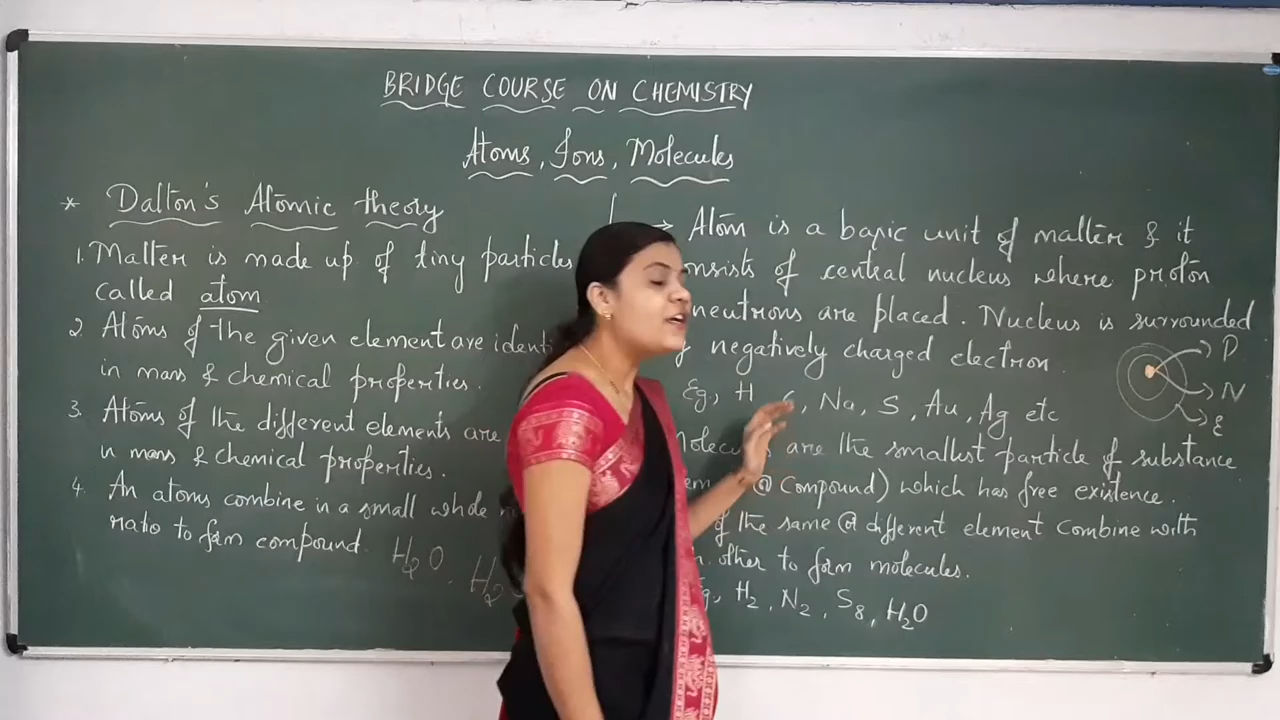 BRIDGE COURSE ON CHEMISTRY
Atoms, Ions, Molecules
* Dalton's Atomic theory
1. Matter is made up of tiny particles
called atom
2. Atoms of the given element are identi
in mass & chemical properties.
3. Atoms of the different elements are
in mass & chemical properties.
4. An atoms combine in a small whole
ratio to form compound. H2O, H2
→ Atom is a basic unit of matter & it
onsists of central nucleus where proton
neutrons are placed. Nucleus is surrounded
y negatively charged electron.
Eg, H, C, Na, S, Au, Ag etc
P
N
E
Molecules are the smallest particle of substance
em @ Compound) which has free existence.
of the same @ different element combine with
other to form molecules.
Eg, H2, N2, S8, H2O